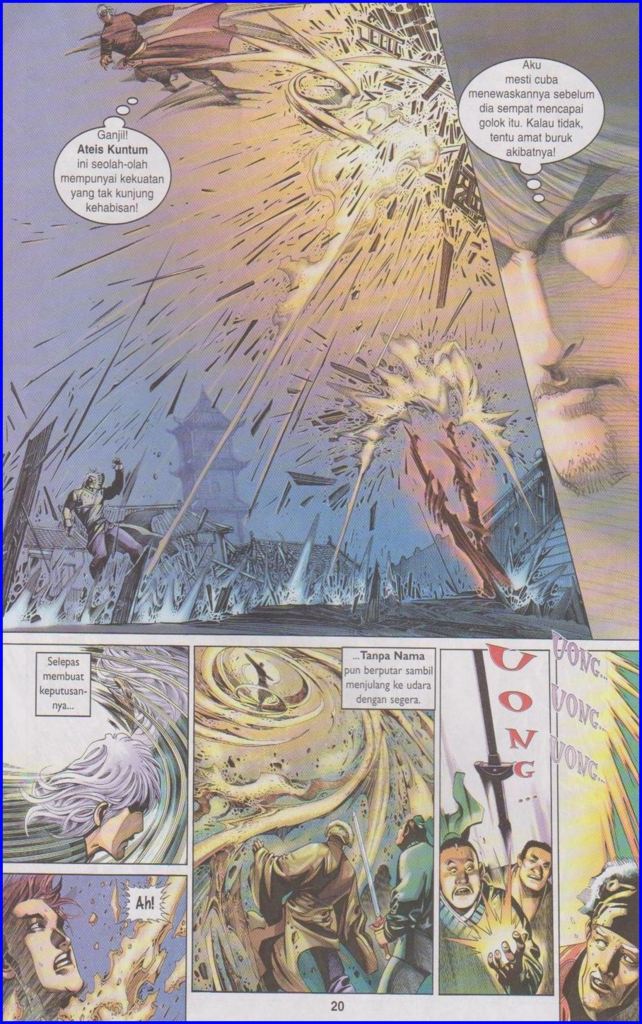 Ganjil!
Ateis Kuntum
ini seolah-olah
mempunyai kekuatan
yang tak kunjung
kehabisan!
Aku
mesti cuba
menewaskannya sebelum
dia sempat mencapai
golok itu. Kalau tidak,
tentu amat buruk
akibatnya!
Selepas
membuat
keputusan-
nya...
...Tanpa Nama
pun berputar sambil
menjulang ke udara
dengan segera.
UONG...
UONG...
UONG...
UONG...
Ah!
20